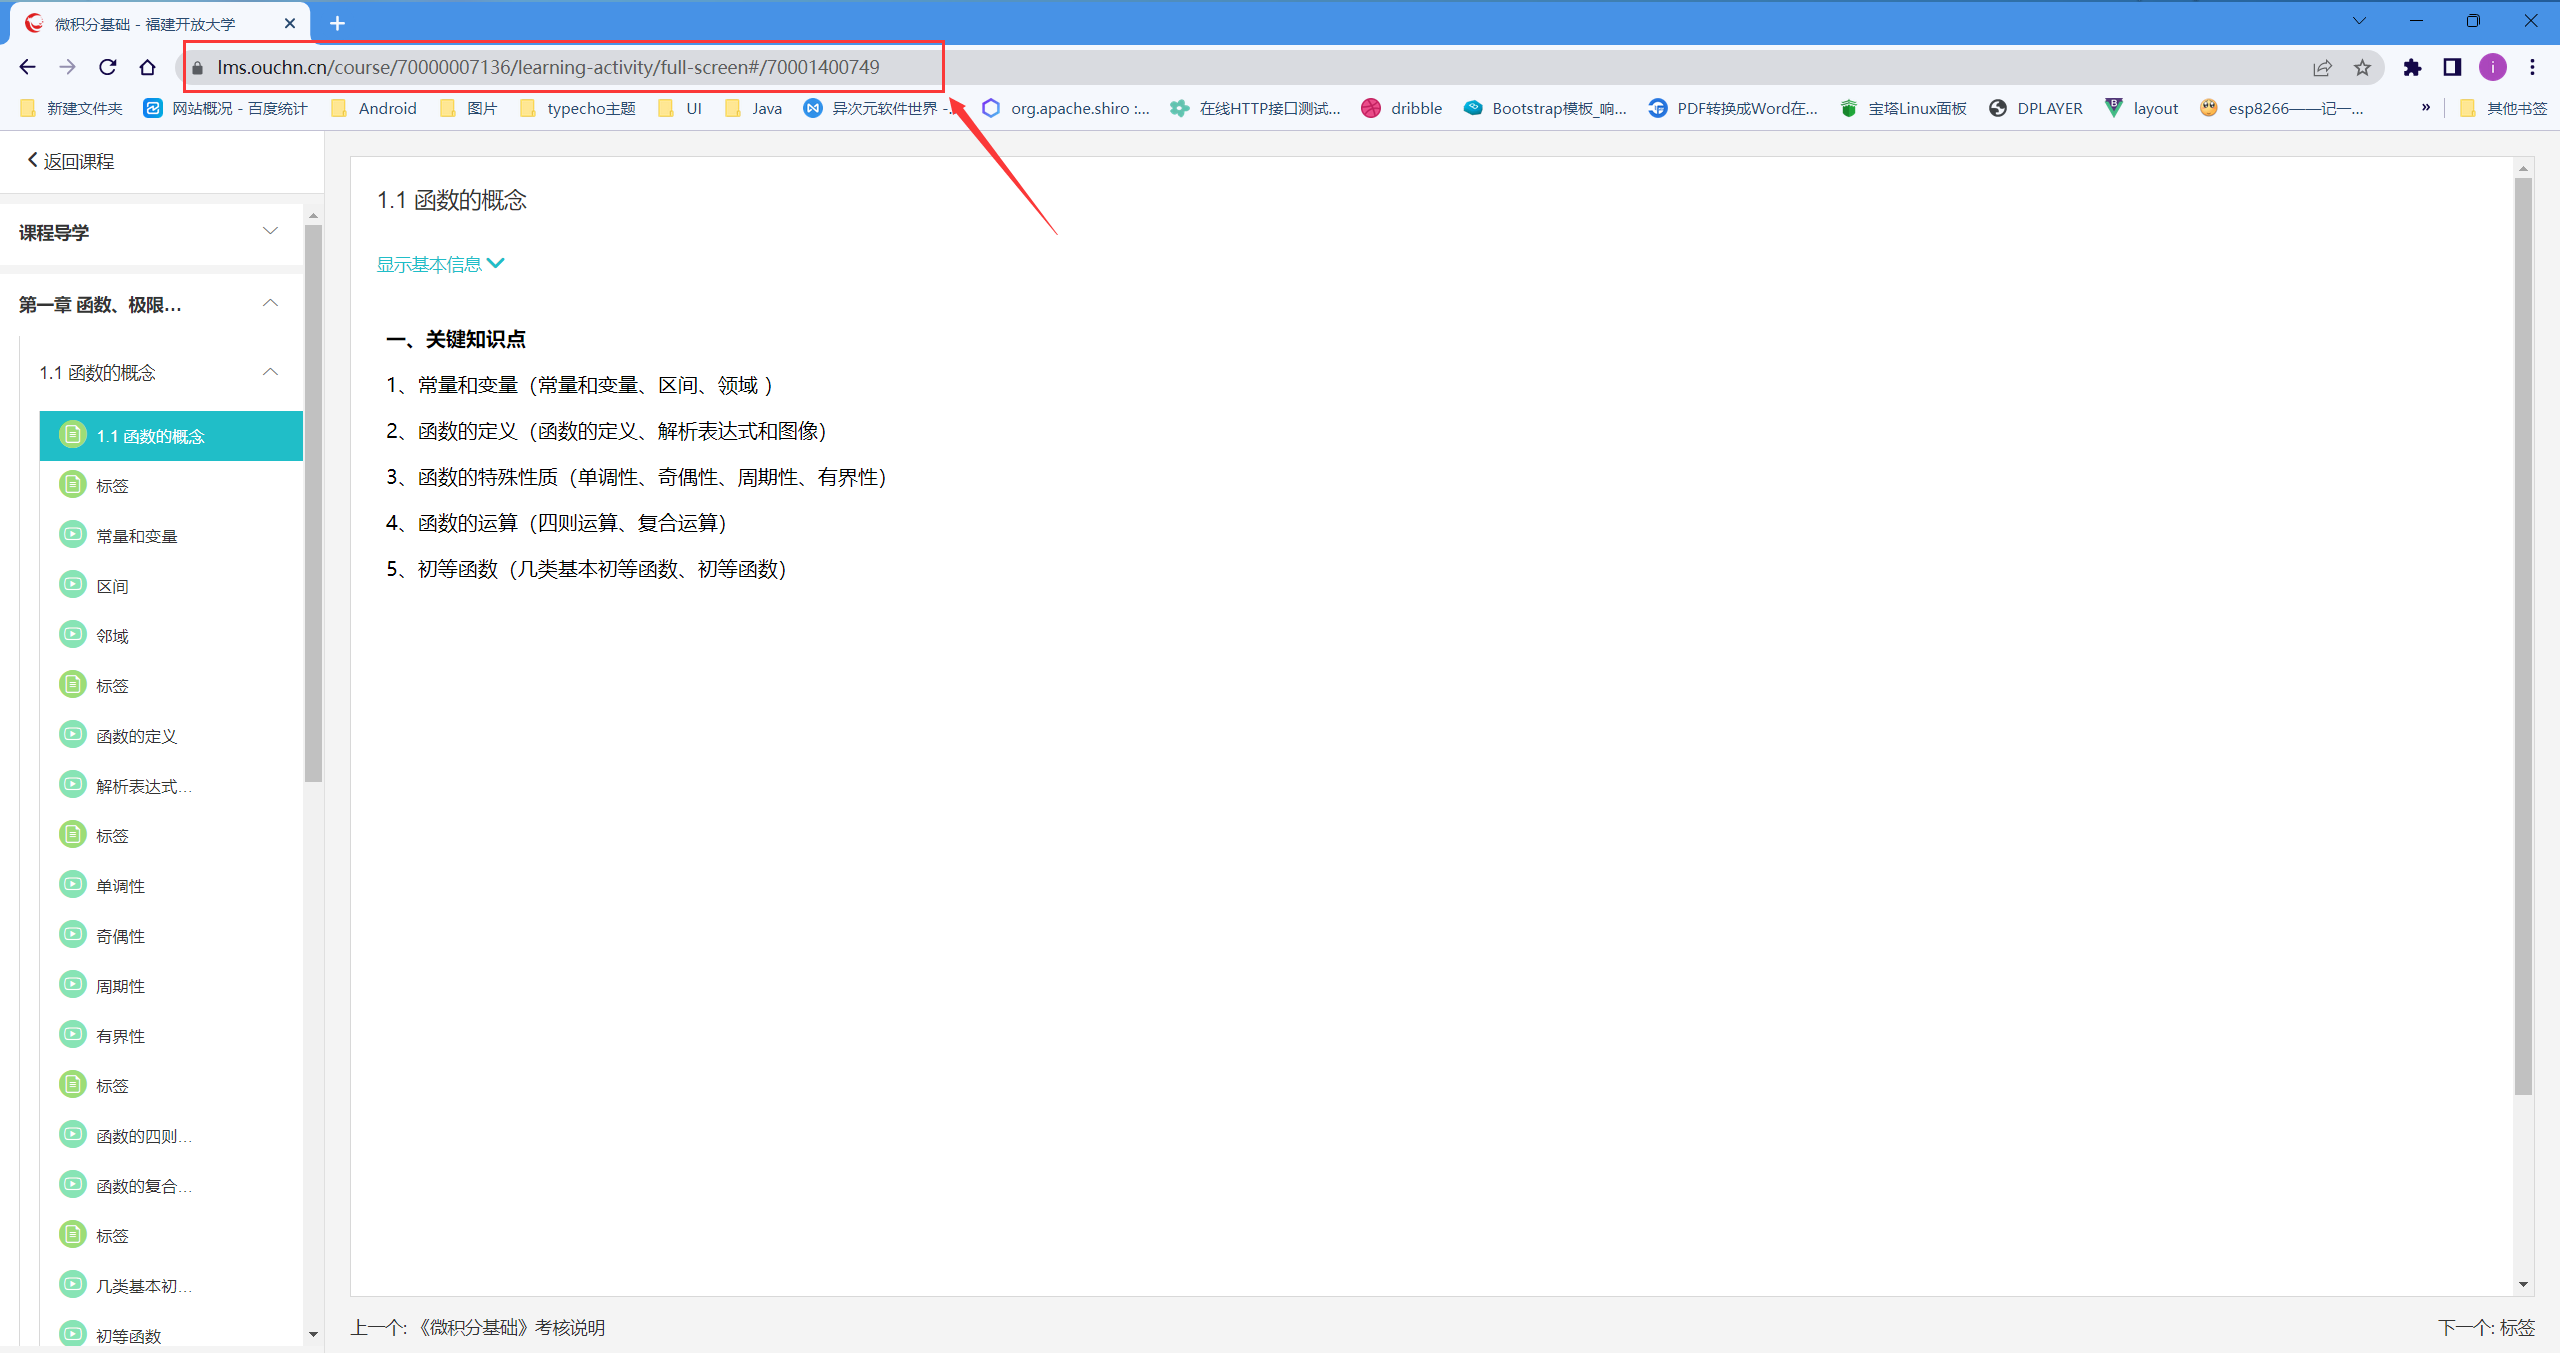 微积分基础 - 福建开放大学
lms.ouchn.cn/course/70000007136/learning-activity/full-screen#/70001400749
i
新建文件夹 网站概况 - 百度统计 Android 图片 typecho主题 UI Java 异次元软件世界 -... org.apache.shiro :... 在线HTTP接口测试... dribble Bootstrap模板_响... PDF转换成Word在... 宝塔Linux面板 DPLAYER layout esp8266——记一... » 其他书签
返回课程
课程导学
第一章 函数、极限...
1.1 函数的概念
1.1 函数的概念
标签
常量和变量
区间
邻域
标签
函数的定义
解析表达式...
标签
单调性
奇偶性
周期性
有界性
标签
函数的四则...
函数的复合...
标签
几类基本初...
初等函数
1.1 函数的概念
显示基本信息
一、关键知识点
1、常量和变量（常量和变量、区间、领域 ）
2、函数的定义（函数的定义、解析表达式和图像）
3、函数的特殊性质（单调性、奇偶性、周期性、有界性）
4、函数的运算（四则运算、复合运算）
5、初等函数（几类基本初等函数、初等函数）
上一个: 《微积分基础》考核说明
下一个: 标签